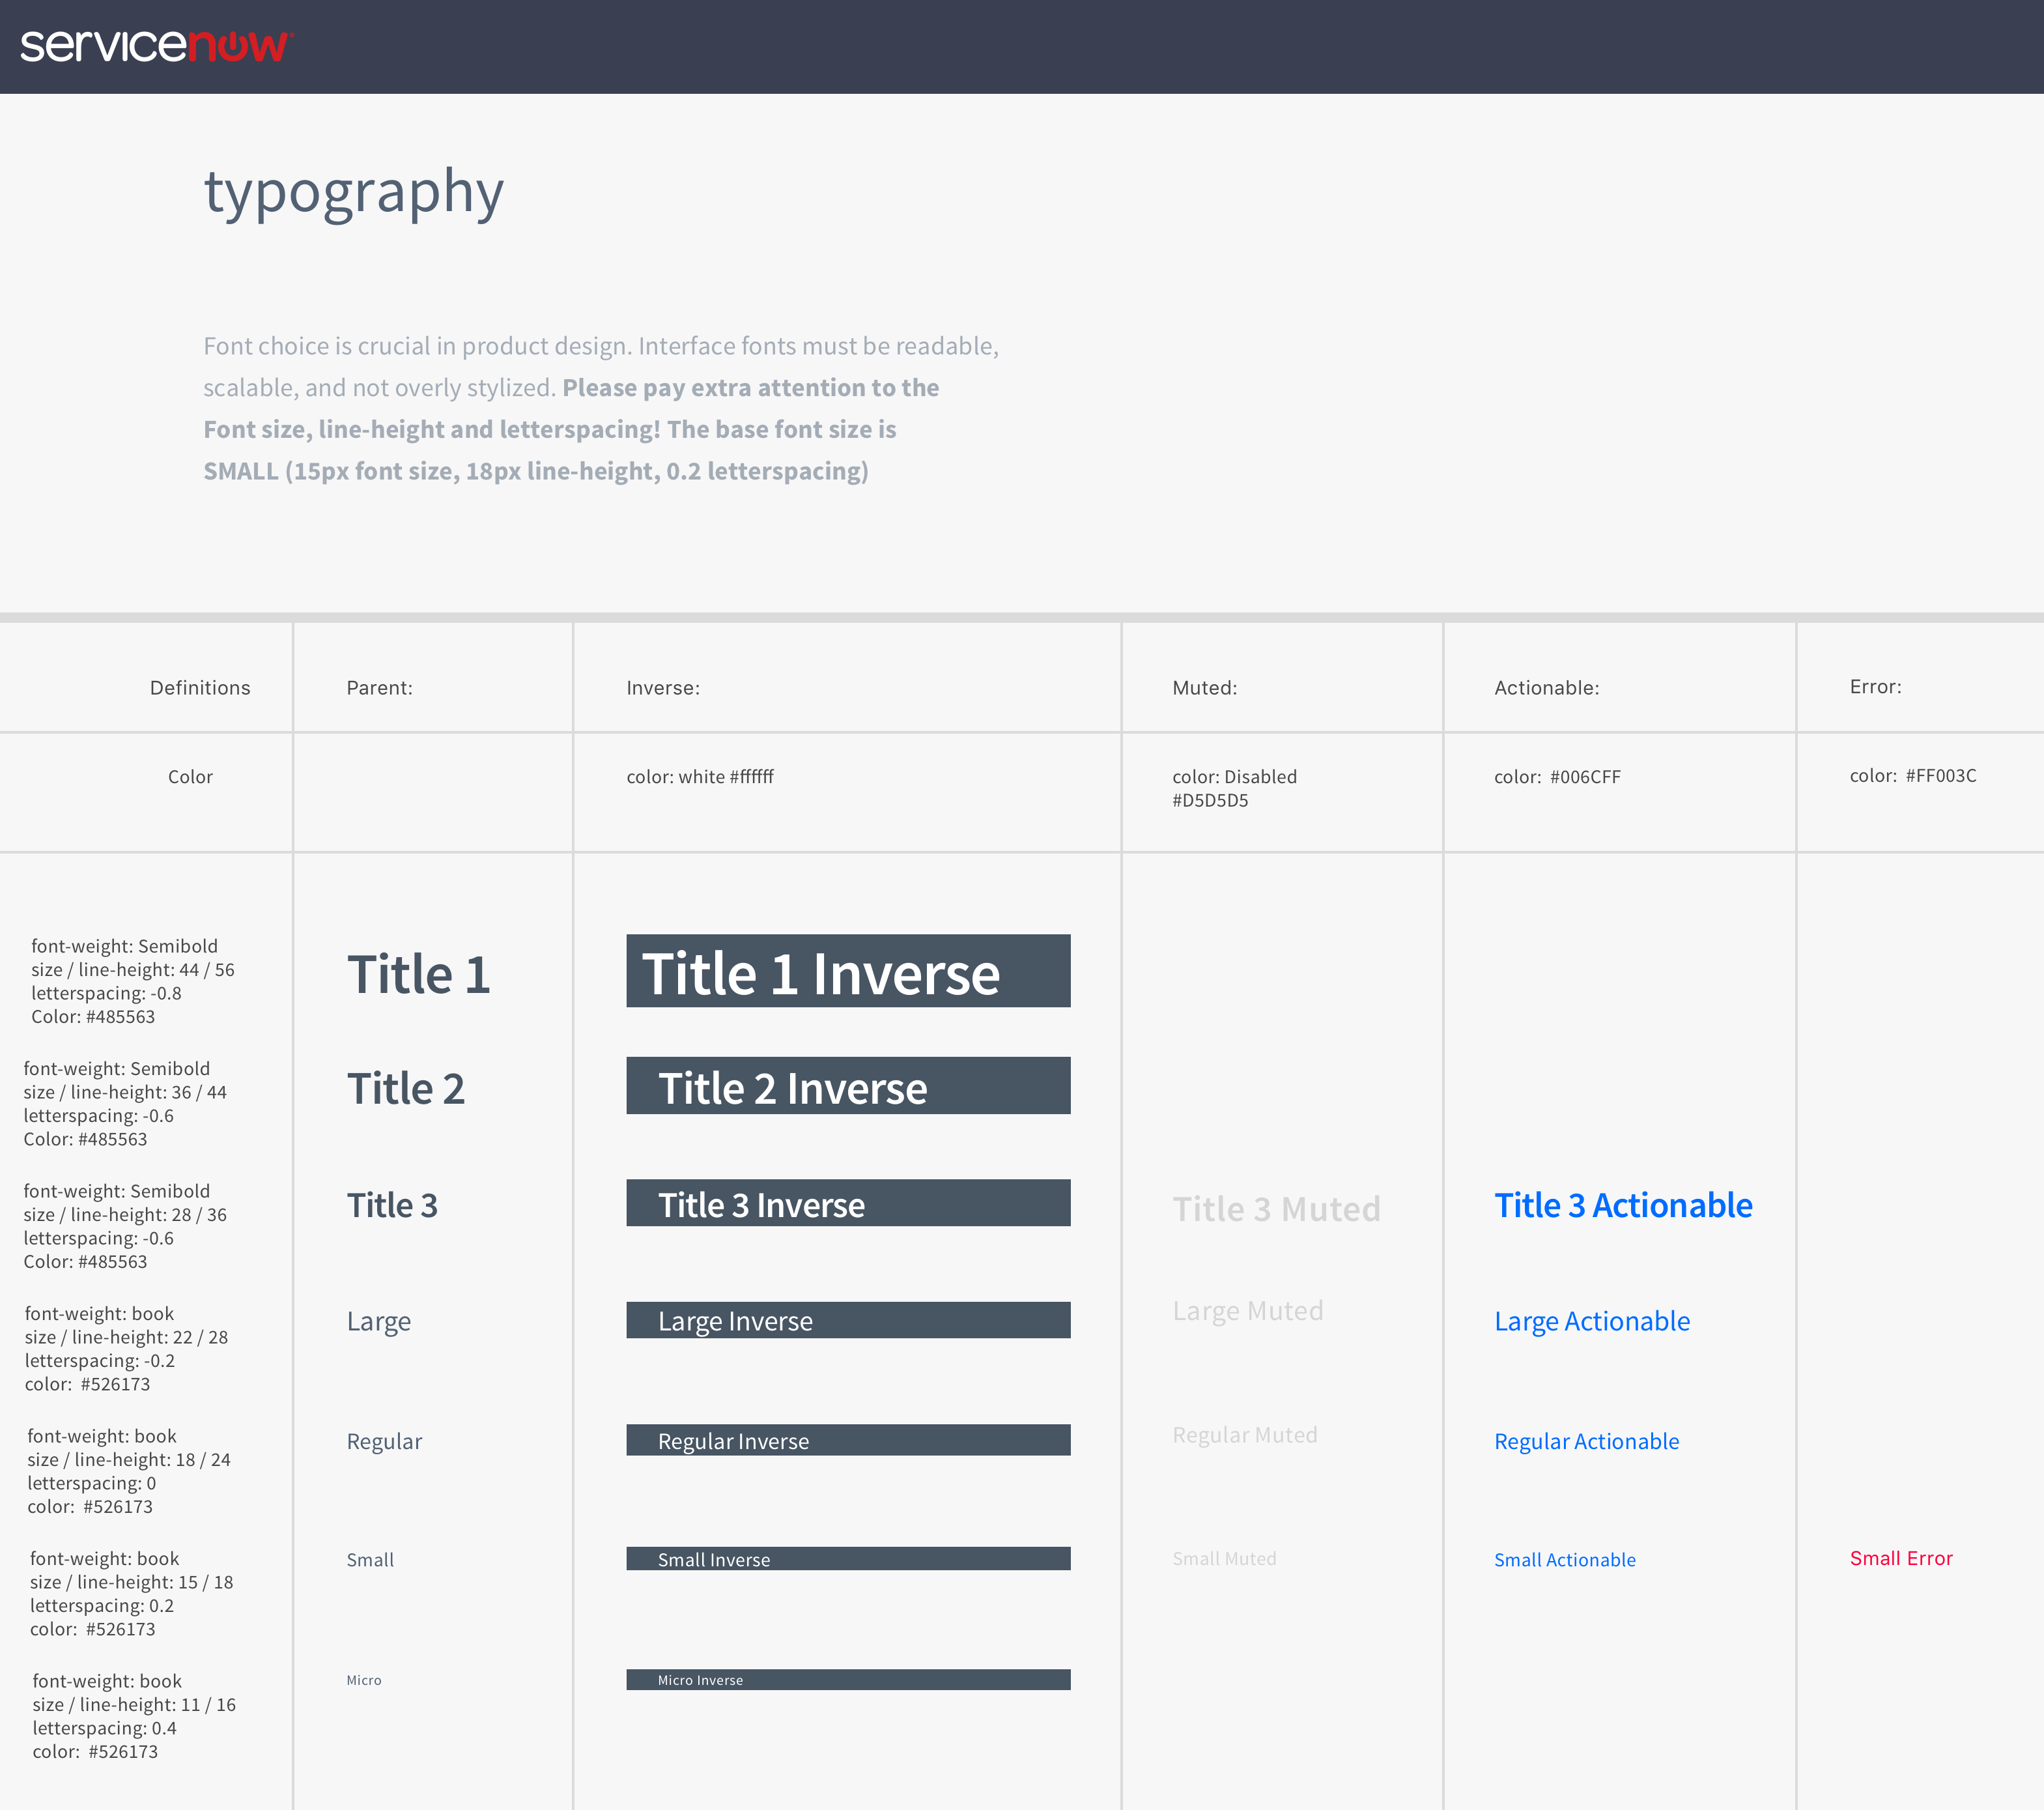 servicenow
typography
Font choice is crucial in product design. Interface fonts must be readable,
scalable, and not overly stylized. Please pay extra attention to the
Font size, line-height and letterspacing! The base font size is
SMALL (15px font size, 18px line-height, 0.2 letterspacing)
Definitions
Parent:
Inverse:
Muted:
Actionable:
Error:
Color
color: white #ffffff
color: Disabled
#D5D5D5
color: #006CFF
color: #FF003C
font-weight: Semibold
size / line-height: 44 / 56
letterspacing: -0.8
Color: #485563
Title 1
Title 1 Inverse
font-weight: Semibold
size / line-height: 36 / 44
letterspacing: -0.6
Color: #485563
Title 2
Title 2 Inverse
font-weight: Semibold
size / line-height: 28 / 36
letterspacing: -0.6
Color: #485563
Title 3
Title 3 Inverse
Title 3 Muted
Title 3 Actionable
font-weight: book
size / line-height: 22 / 28
letterspacing: -0.2
color: #526173
Large
Large Inverse
Large Muted
Large Actionable
font-weight: book
size / line-height: 18 / 24
letterspacing: 0
color: #526173
Regular
Regular Inverse
Regular Muted
Regular Actionable
font-weight: book
size / line-height: 15 / 18
letterspacing: 0.2
color: #526173
Small
Small Inverse
Small Muted
Small Actionable
Small Error
font-weight: book
size / line-height: 11 / 16
letterspacing: 0.4
color: #526173
Micro
Micro Inverse